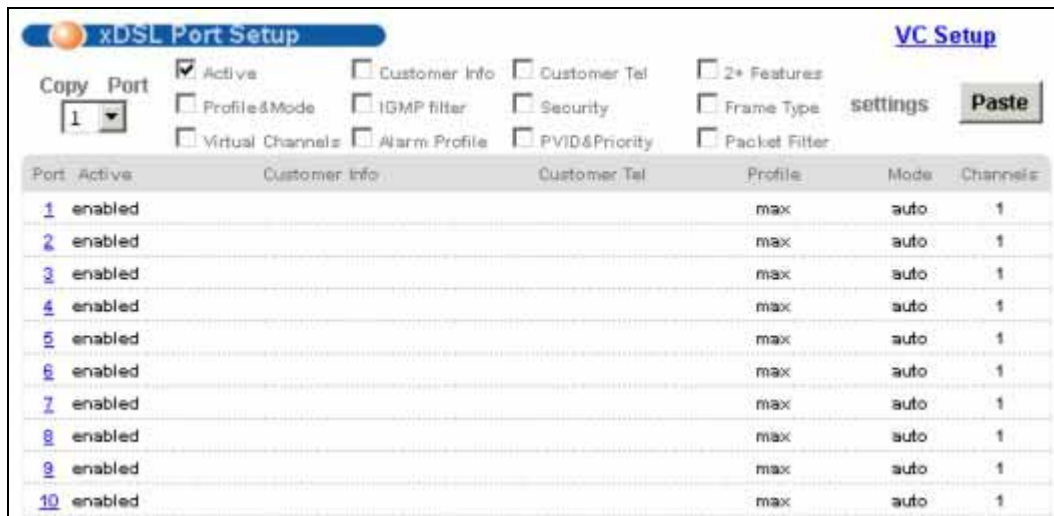 xDSL Port Setup VC Setup
Copy Port 1 Active Customer Info Customer Tel 2+ Features
Profile&Mode IGMP filter Security Frame Type settings Paste
Virtual Channels Alarm Profile PVID&Priority Packet Filter
Port Active Customer Info Customer Tel Profile Mode Channels
1 enabled max auto 1
2 enabled max auto 1
3 enabled max auto 1
4 enabled max auto 1
5 enabled max auto 1
6 enabled max auto 1
7 enabled max auto 1
8 enabled max auto 1
9 enabled max auto 1
10 enabled max auto 1